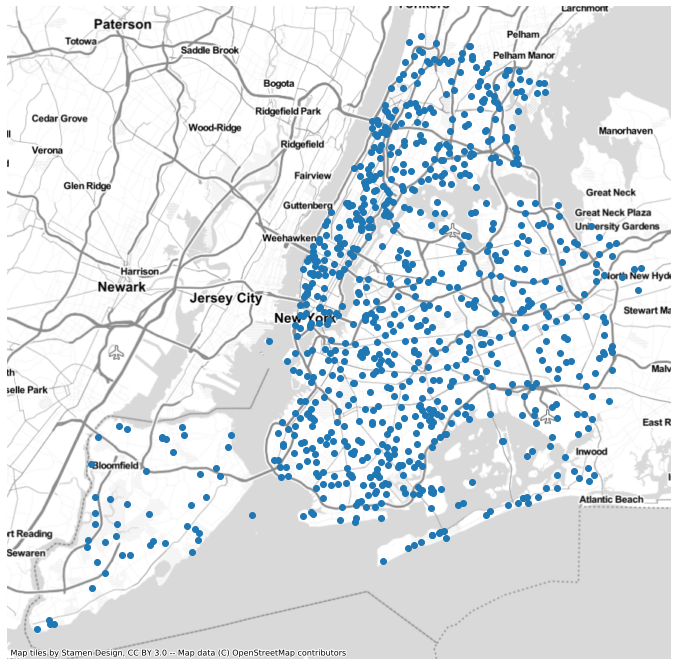 Paterson
Larchmont
Totowa
Saddle Brook
Pelham
Pelham Manor
Bogota
Ridgefield Park
Cedar Grove
Wood-Ridge
Manorhaven
Verona
Ridgefield
Glen Ridge
Fairview
Great Neck
Guttenberg
Great Neck Plaza
University Gardens
Weehawken
Harrison
North New Hyde
Newark
Jersey City
New York
Stewart Ma
selle Park
Malv
East R
Inwood
Bloomfield
Atlantic Beach
rt Reading
Sewaren
Map tiles by Stamen Design, CC BY 3.0 -- Map data (C) OpenStreetMap contributors